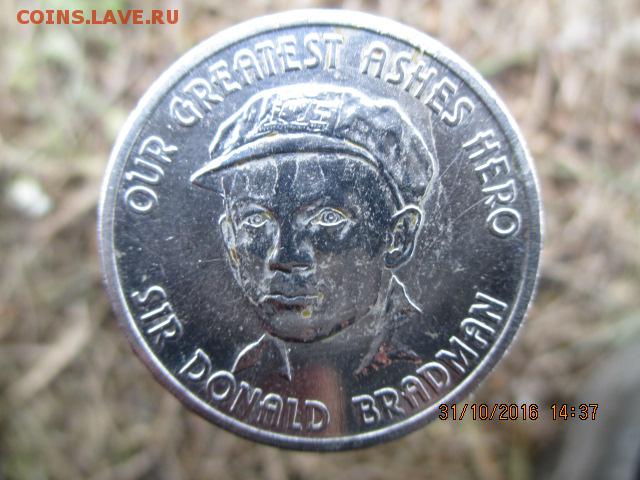 COINS.LAVE.RU
OUR GREATEST ASHES HERO
SIR DONALD BRADMAN
31/10/2016 14:37